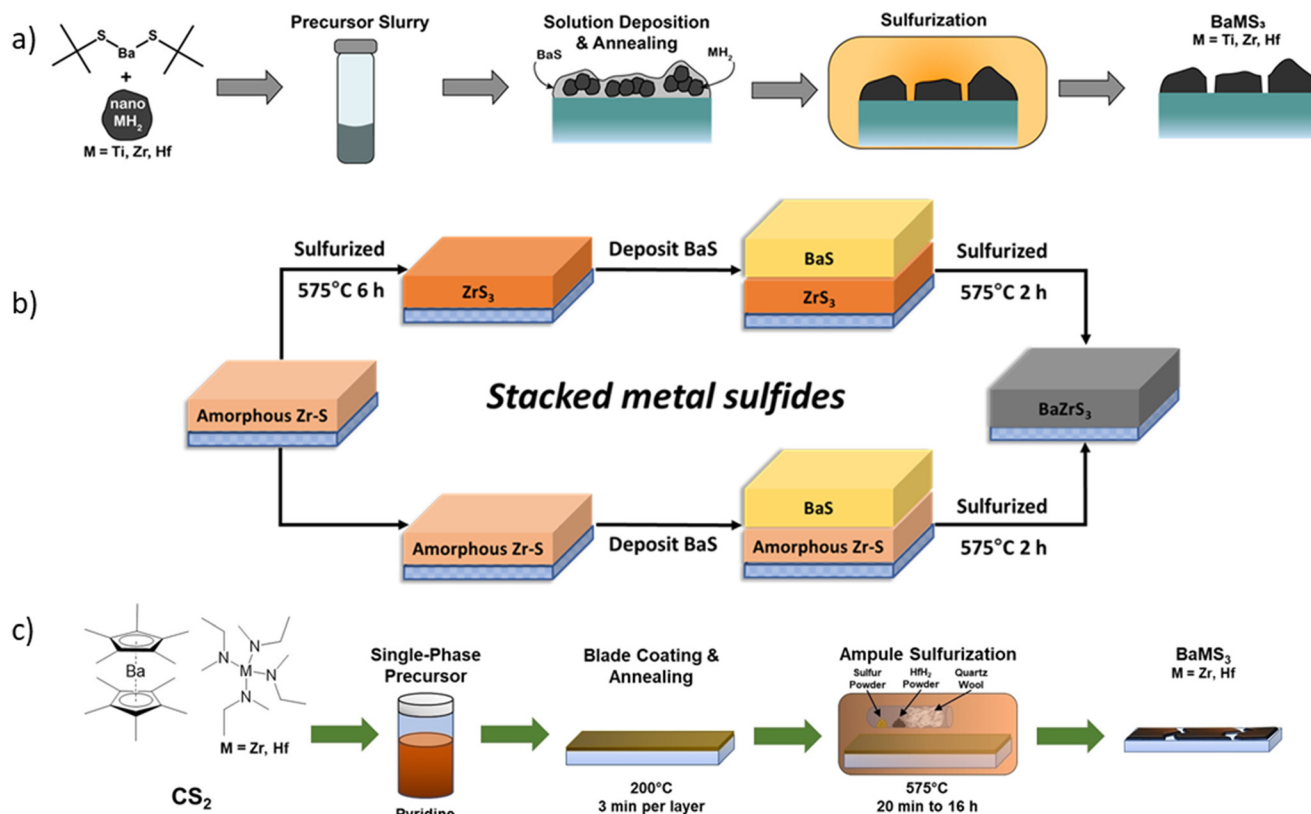 a)
S
Ba
S
+
nano
MH₂
M = Ti, Zr, Hf
Precursor Slurry
Solution Deposition
& Annealing
BaS
MH₂
Sulfurization
BaMS₃
M = Ti, Zr, Hf
b)
Sulfurized
575°C 6 h
ZrS₃
Deposit BaS
BaS
ZrS₃
Sulfurized
575°C 2 h
Amorphous Zr-S
Stacked metal sulfides
BaZrS₃
Amorphous Zr-S
Deposit BaS
BaS
Amorphous Zr-S
Sulfurized
575°C 2 h
c)
Ba
N
N
M
N
N
M = Zr, Hf
CS₂
Single-Phase
Precursor
Pyridine
Blade Coating &
Annealing
200°C
3 min per layer
Ampule Sulfurization
Sulfur
Powder
HfH₂
Powder
Quartz
Wool
575°C
20 min to 16 h
BaMS₃
M = Zr, Hf